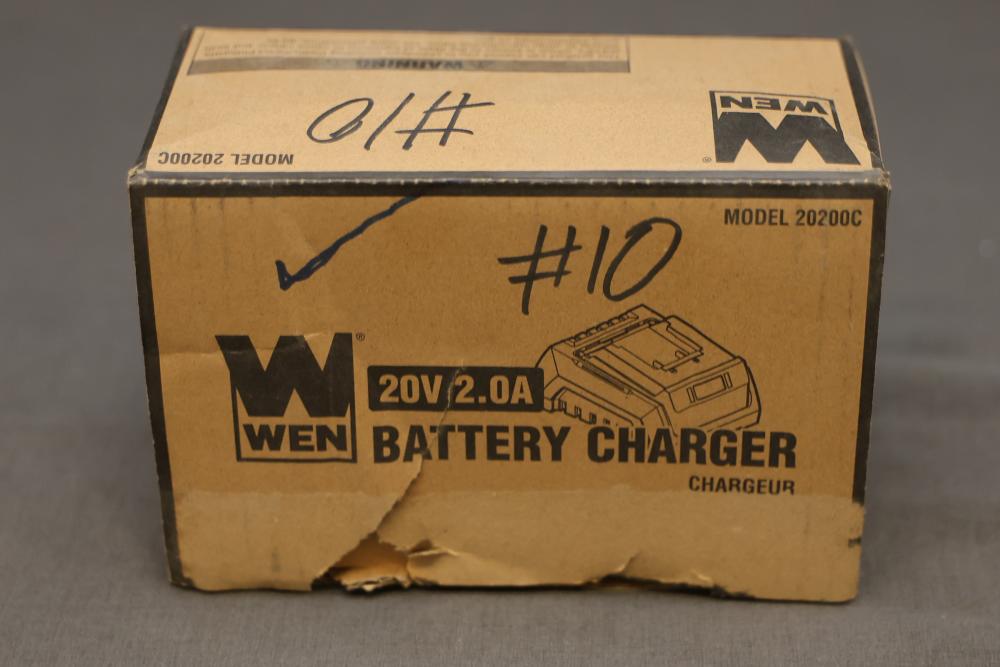 WARNING
WEN
#10
MODEL 20200C
MODEL 20200C
#10
WEN
20V 2.0A
BATTERY CHARGER
CHARGEUR